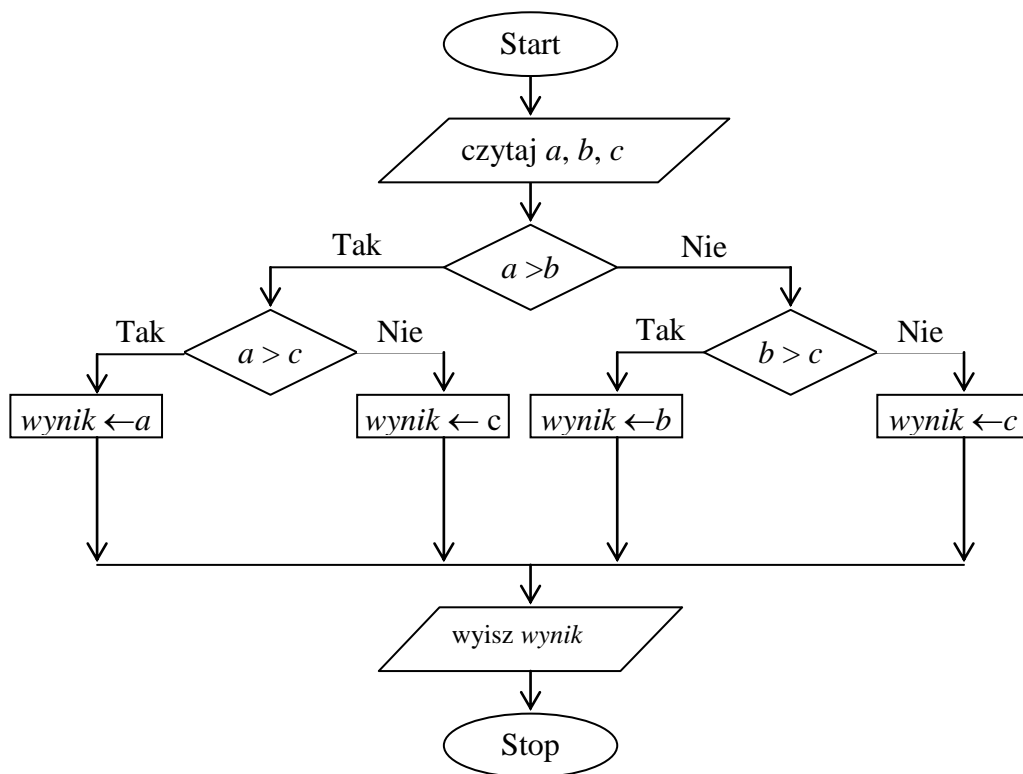 Start
czytaj a, b, c
Tak
Nie
a >b
Tak
Nie
Tak
Nie
a > c
b > c
wynik ←a
wynik ← c
wynik ←b
wynik ←c
wyisz wynik
Stop